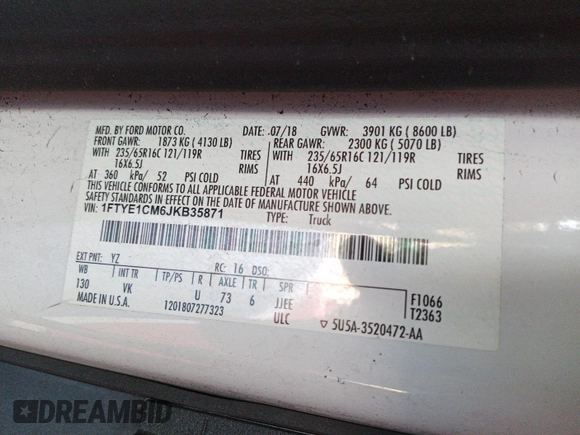 MFD. BY FORD MOTOR CO.
DATE: .07/18 GVWR: 3901 KG ( 8600 LB)
FRONT GAWR: 1873 KG ( 4130 LB) REAR GAWR: 2300 KG ( 5070 LB)
WITH 235/65R16C 121/119R TIRES WITH 235/65R16C 121/119R TIRES
16X6.5J RIMS 16X6.5J RIMS
AT 360 kPa/ 52 PSI COLD AT 440 kPa/ 64 PSI COLD
THIS VEHICLE CONFORMS TO ALL APPLICABLE FEDERAL MOTOR VEHICLE
SAFETY STANDARDS IN EFFECT ON THE DATE OF MANUFACTURE SHOWN ABOVE.
VIN: 1FTYE1CM6JKB35871
TYPE: Truck
EXT PNT: YZ RC: 16 DSO:
WB INT TR TP/PS R AXLE TR SPR
130 VK U 73 6 JJEE F1066
MADE IN U.S.A. 1201807277323 ULC T2363
5U5A-3520472-AA
DREAMBID